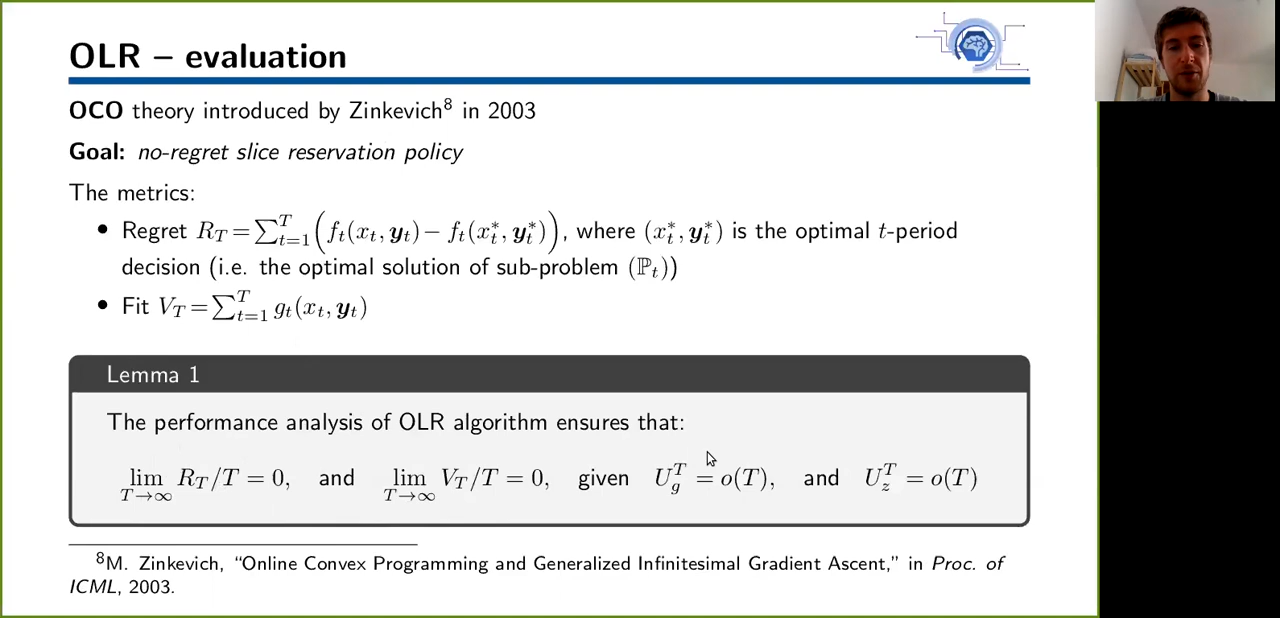 OLR – evaluation
OCO theory introduced by Zinkevich⁸ in 2003
Goal: no-regret slice reservation policy
The metrics:
• Regret R_T = ∑_{t=1}^{T} (f_t(x_t, y_t) − f_t(x_t^*, y_t^*)), where (x_t^*, y_t^*) is the optimal t-period
decision (i.e. the optimal solution of sub-problem (ℙ_t))
• Fit V_T = ∑_{t=1}^{T} g_t(x_t, y_t)
Lemma 1
The performance analysis of OLR algorithm ensures that:
lim_{T→∞} R_T/T = 0, and lim_{T→∞} V_T/T = 0, given U_g^T = o(T), and U_z^T = o(T)
⁸M. Zinkevich, “Online Convex Programming and Generalized Infinitesimal Gradient Ascent,” in Proc. of
ICML, 2003.